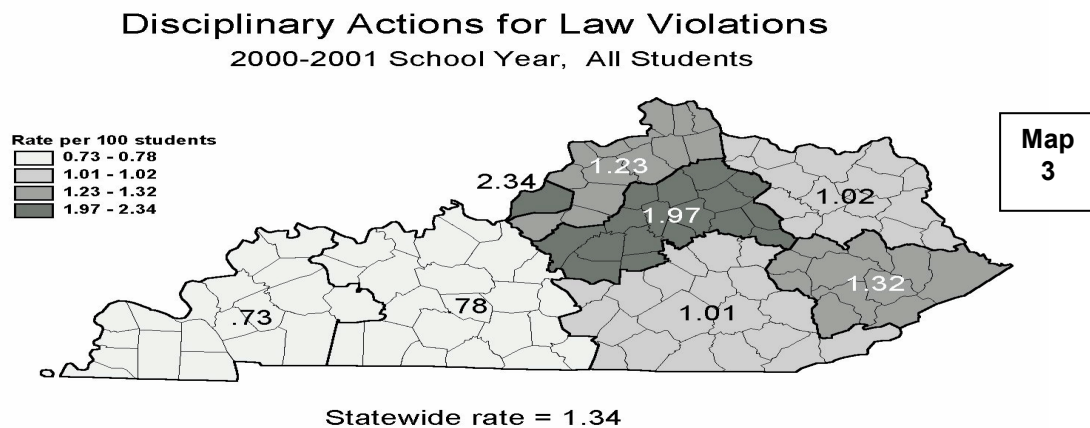 Disciplinary Actions for Law Violations
2000-2001 School Year, All Students
Rate per 100 students
0.73 - 0.78
1.01 - 1.02
1.23 - 1.32
1.97 - 2.34
Map
3
1.23
2.34
1.97
1.02
1.32
.73
.78
1.01
Statewide rate = 1.34